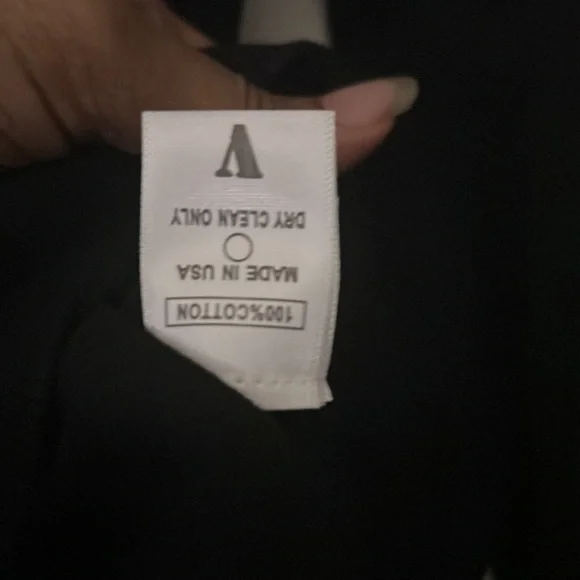 100%COTTON
MADE IN USA
DRY CLEAN ONLY
V